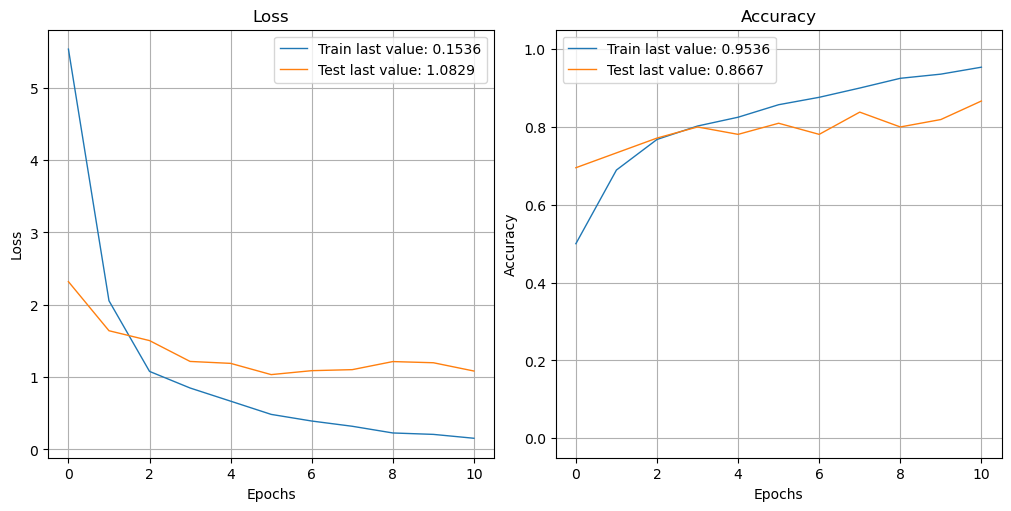 Loss
Train last value: 0.1536
Test last value: 1.0829
5
4
3
2
1
0
Loss
0 2 4 6 8 10
Epochs
Accuracy
Train last value: 0.9536
Test last value: 0.8667
1.0
0.8
0.6
0.4
0.2
0.0
Accuracy
0 2 4 6 8 10
Epochs